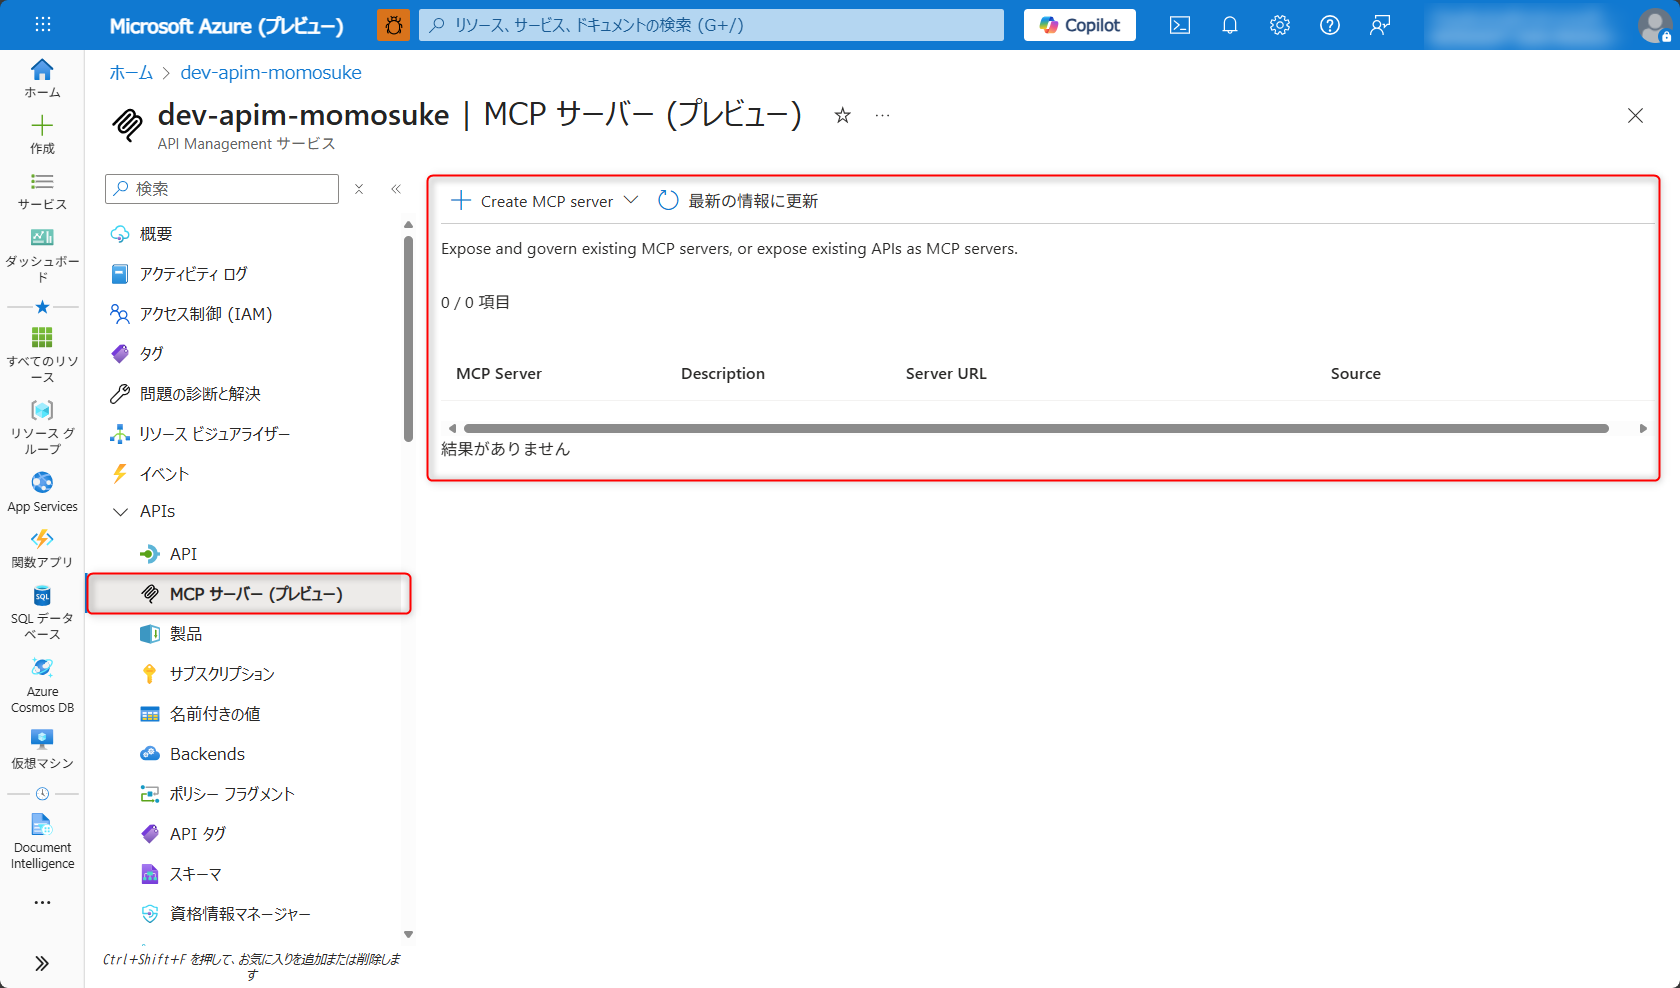 Microsoft Azure (プレビュー)
リソース、サービス、ドキュメントの検索 (G+/)
Copilot
ホーム
作成
サービス
ダッシュボー
ド
すべてのリソ
ース
リソース グ
ループ
App Services
関数アプリ
SQL データ
ベース
Azure
Cosmos DB
仮想マシン
Document
Intelligence
ホーム > dev-apim-momosuke
dev-apim-momosuke | MCP サーバー (プレビュー)
API Management サービス
検索
概要
アクティビティ ログ
アクセス制御 (IAM)
タグ
問題の診断と解決
リソース ビジュアライザー
イベント
APIs
API
MCP サーバー (プレビュー)
製品
サブスクリプション
名前付きの値
Backends
ポリシー フラグメント
API タグ
スキーマ
資格情報マネージャー
Ctrl+Shift+F を押して、お気に入りを追加または削除しま
す
Create MCP server
最新の情報に更新
Expose and govern existing MCP servers, or expose existing APIs as MCP servers.
0 / 0 項目
MCP Server Description Server URL Source
結果がありません